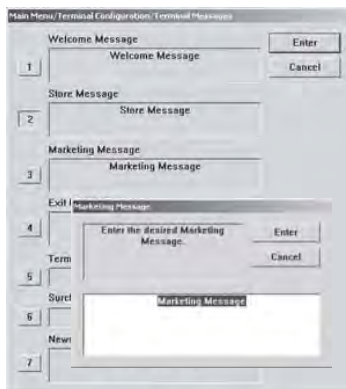 Main Menu/Terminal Configuration/Terminal Messages
Welcome Message
1
Welcome Message
Enter
Cancel
Store Message
2
Store Message
Marketing Message
3
Marketing Message
Exit
4
Term
5
Surch
6
News
7
Marketing Message
Enter the desired Marketing
Message.
Enter
Cancel
Marketing Message